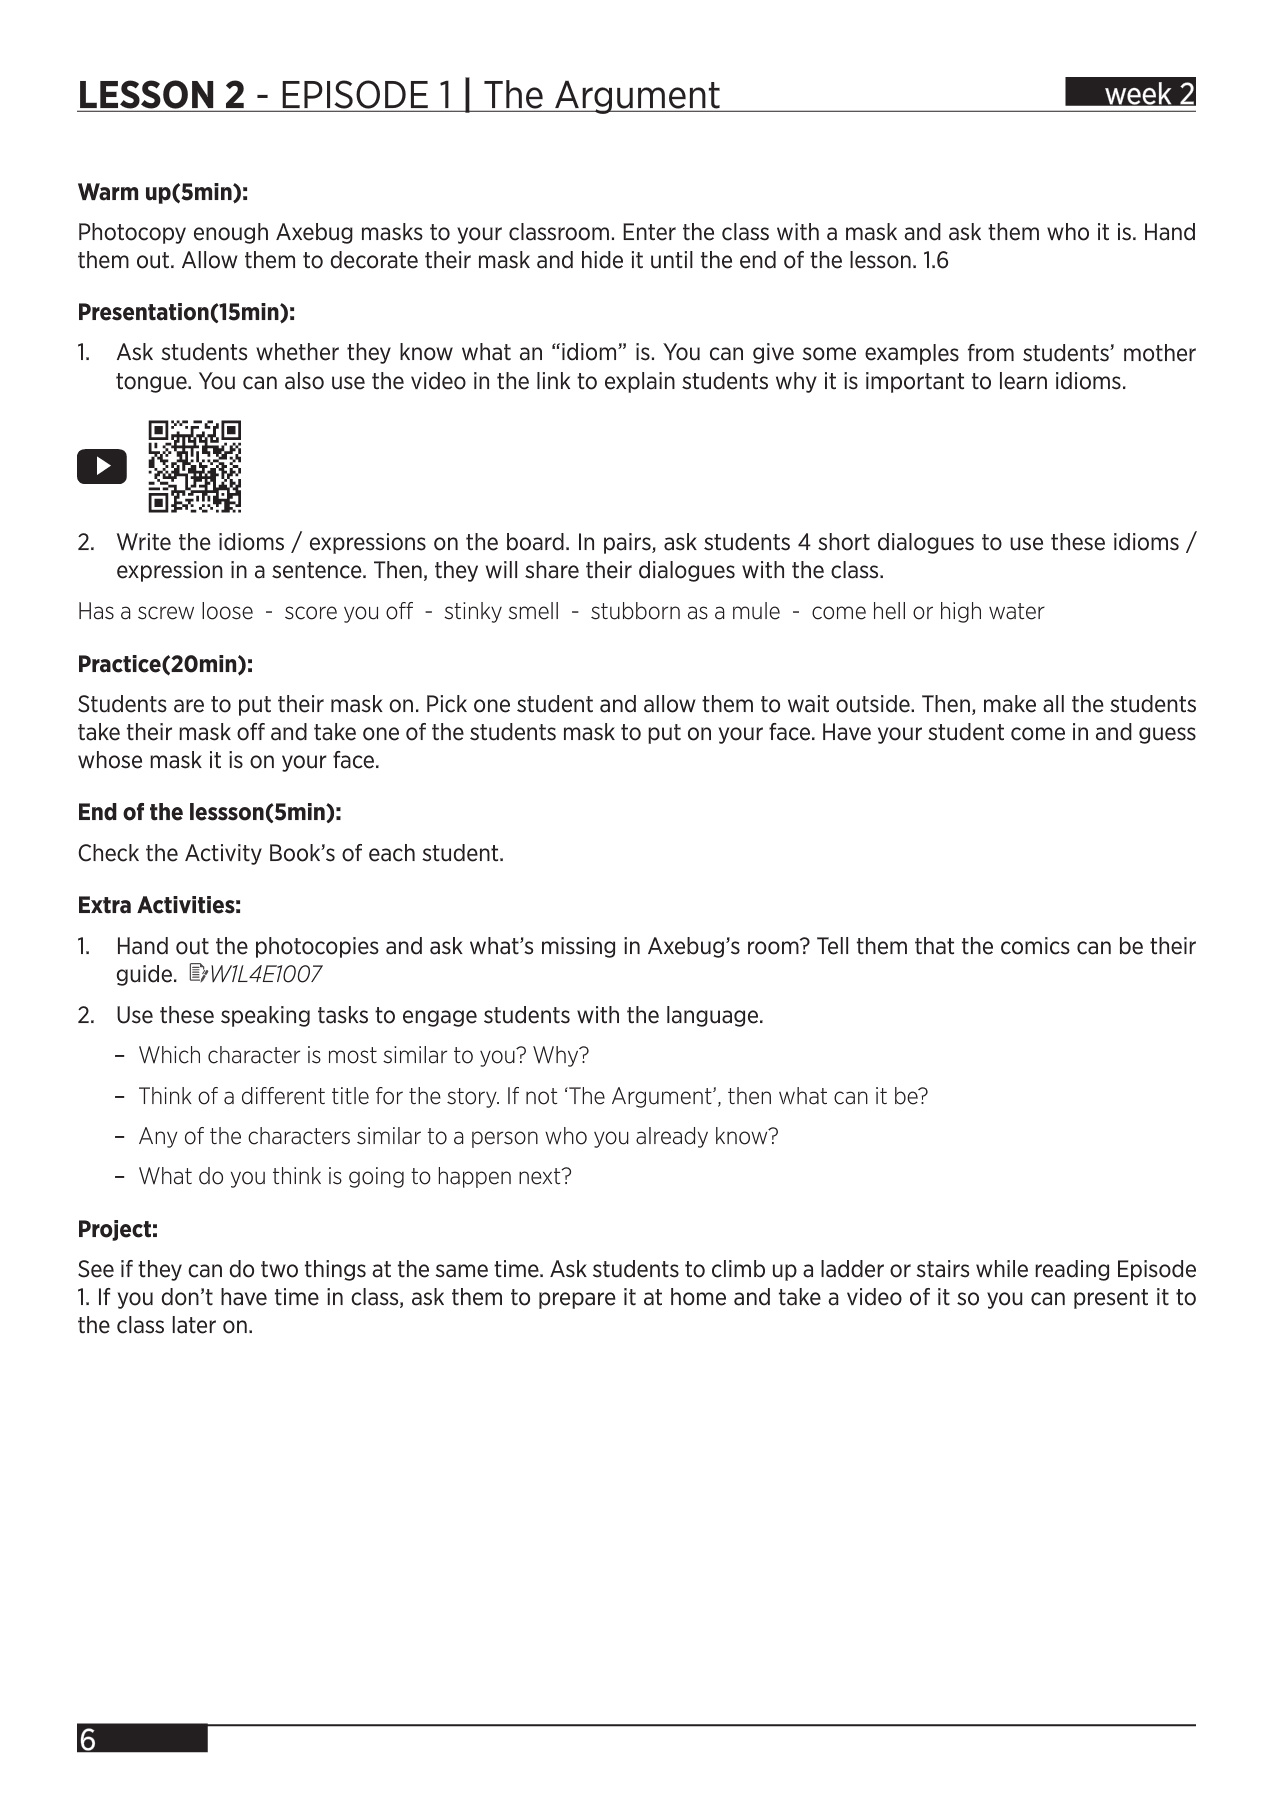 LESSON 2 - EPISODE 1 | The Argument
week 2
Warm up(5min):
Photocopy enough Axebug masks to your classroom. Enter the class with a mask and ask them who it is. Hand
them out. Allow them to decorate their mask and hide it until the end of the lesson. 1.6
Presentation(15min):
1. Ask students whether they know what an “idiom” is. You can give some examples from students’ mother
tongue. You can also use the video in the link to explain students why it is important to learn idioms.
2. Write the idioms / expressions on the board. In pairs, ask students 4 short dialogues to use these idioms /
expression in a sentence. Then, they will share their dialogues with the class.
Has a screw loose - score you off - stinky smell - stubborn as a mule - come hell or high water
Practice(20min):
Students are to put their mask on. Pick one student and allow them to wait outside. Then, make all the students
take their mask off and take one of the students mask to put on your face. Have your student come in and guess
whose mask it is on your face.
End of the lessson(5min):
Check the Activity Book’s of each student.
Extra Activities:
1. Hand out the photocopies and ask what’s missing in Axebug’s room? Tell them that the comics can be their
guide. W1L4E1007
2. Use these speaking tasks to engage students with the language.
– Which character is most similar to you? Why?
– Think of a different title for the story. If not ‘The Argument’, then what can it be?
– Any of the characters similar to a person who you already know?
– What do you think is going to happen next?
Project:
See if they can do two things at the same time. Ask students to climb up a ladder or stairs while reading Episode
1. If you don’t have time in class, ask them to prepare it at home and take a video of it so you can present it to
the class later on.
6